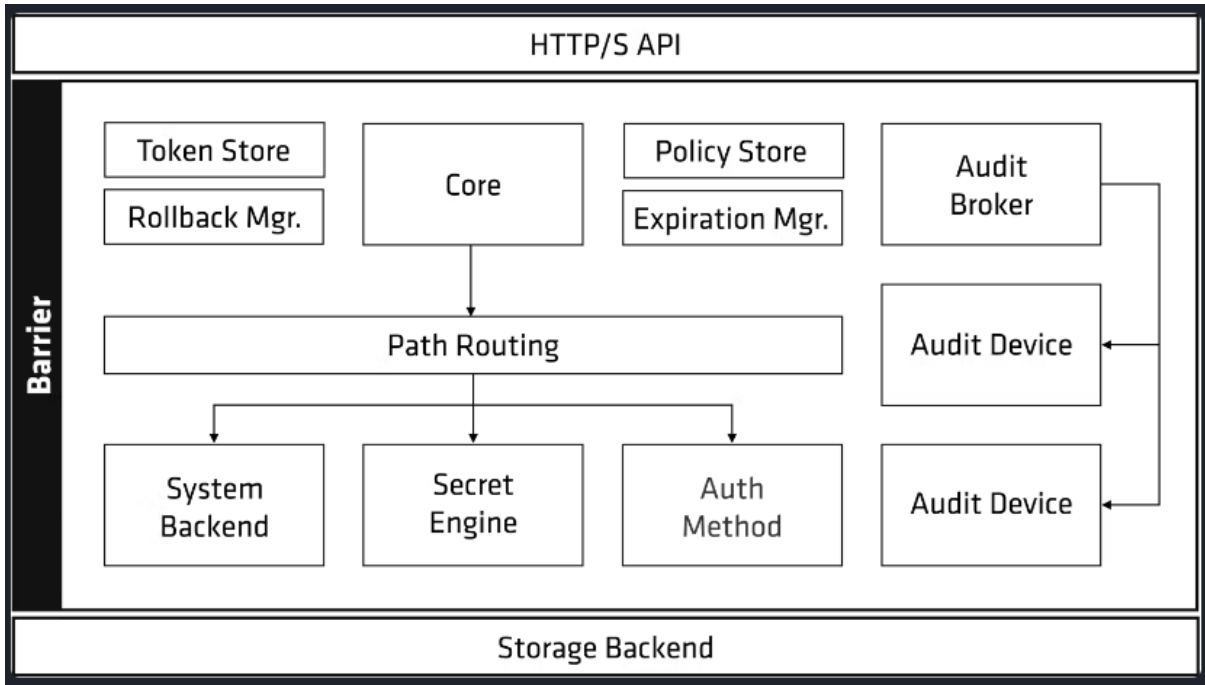 HTTP/S API
Barrier
Token Store
Rollback Mgr.
Core
Policy Store
Expiration Mgr.
Audit
Broker
Path Routing
Audit Device
System
Backend
Secret
Engine
Auth
Method
Audit Device
Storage Backend